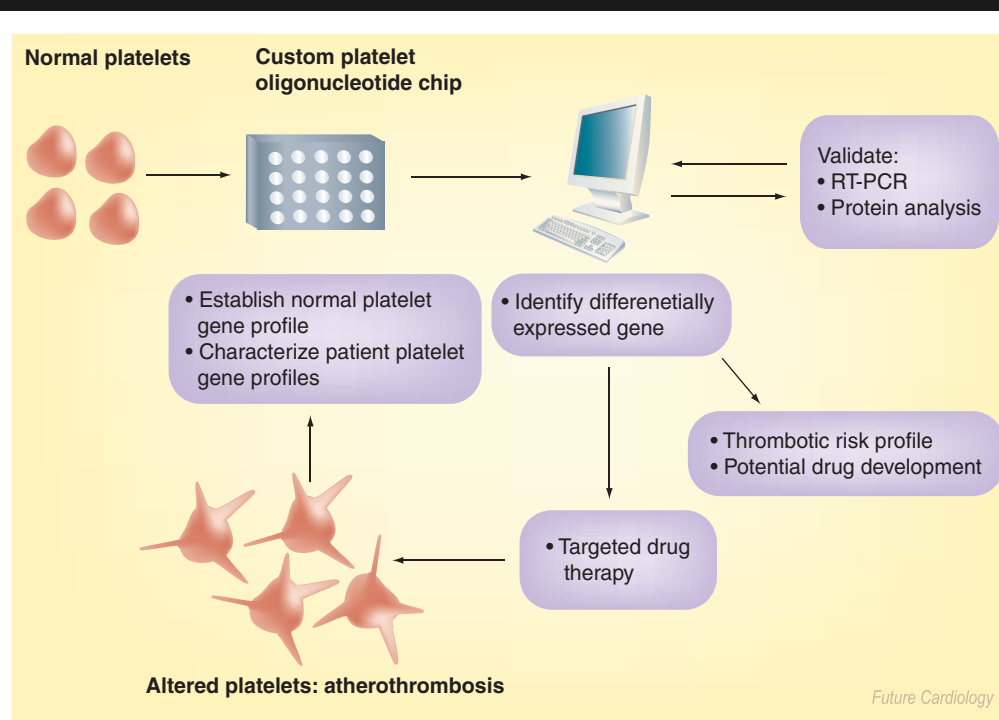 Normal platelets
Custom platelet
oligonucleotide chip
Validate:
• RT-PCR
• Protein analysis
• Establish normal platelet
gene profile
• Characterize patient platelet
gene profiles
• Identify differenetially
expressed gene
• Thrombotic risk profile
• Potential drug development
• Targeted drug
therapy
Altered platelets: atherothrombosis
Future Cardiology